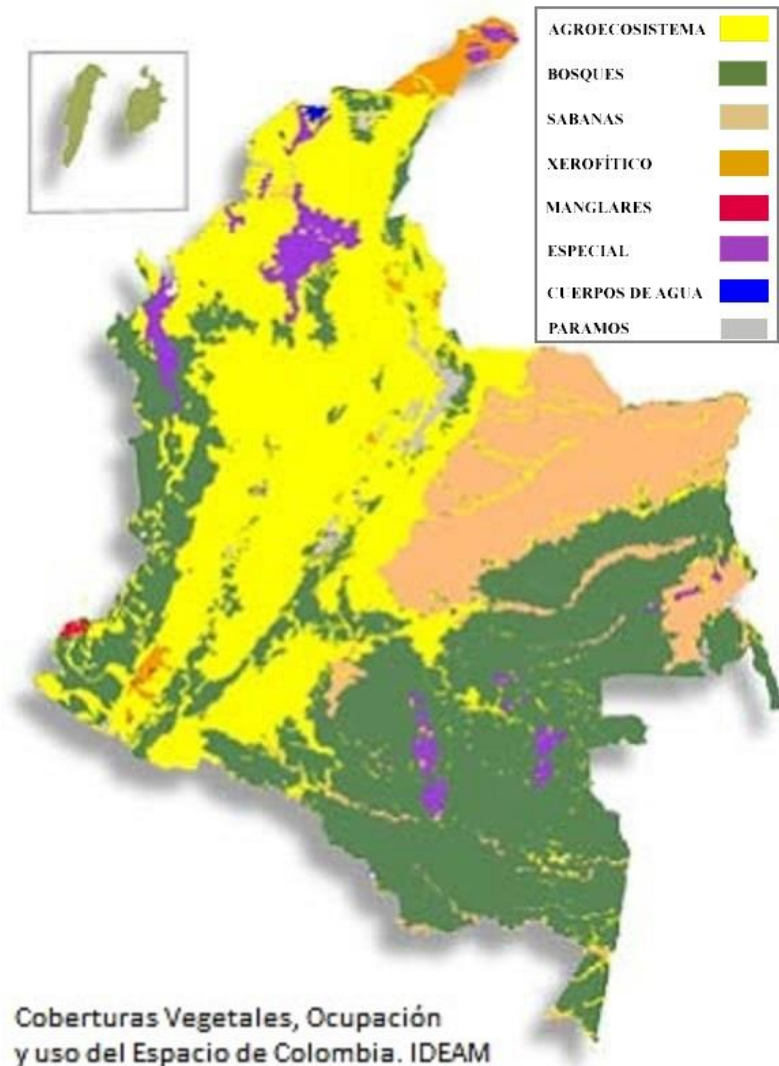 AGROECOSISTEMA
BOSQUES
SABANAS
XEROFÍTICO
MANGLARES
ESPECIAL
CUERPOS DE AGUA
PARAMOS
Coberturas Vegetales, Ocupación
y uso del Espacio de Colombia. IDEAM